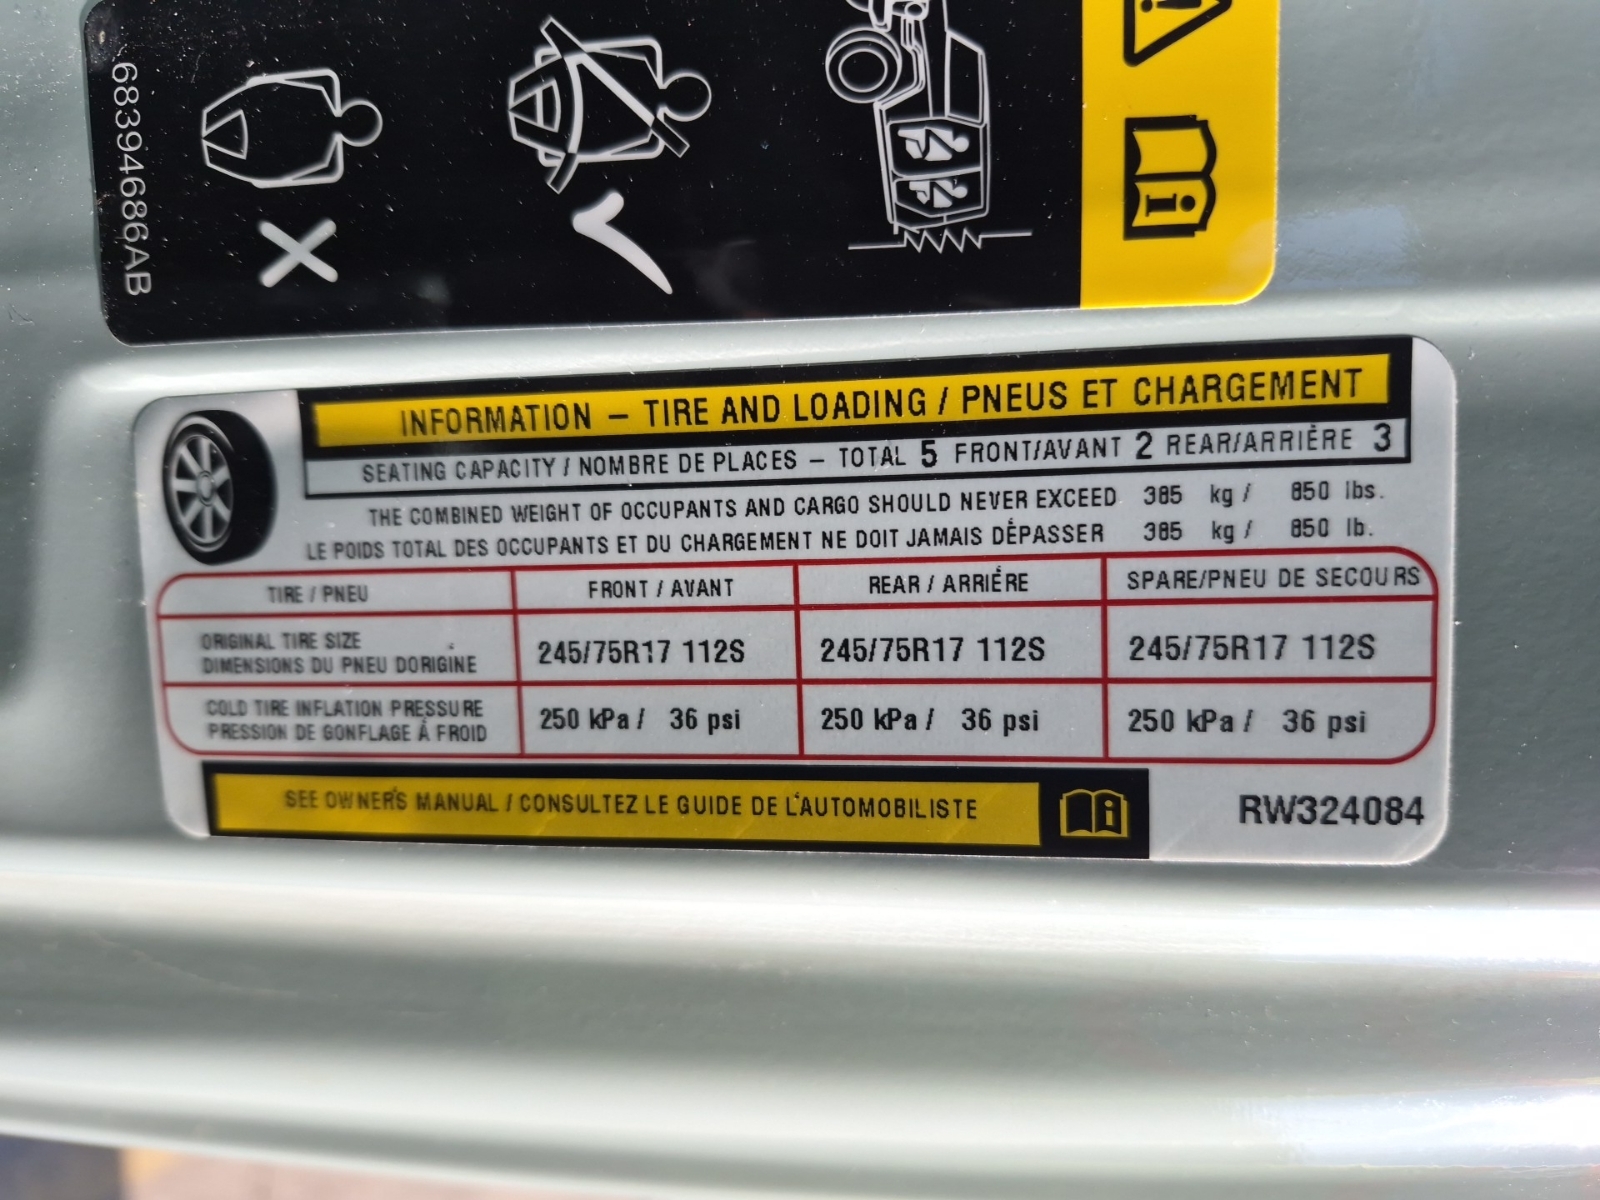 68394686AB
INFORMATION – TIRE AND LOADING / PNEUS ET CHARGEMENT
SEATING CAPACITY / NOMBRE DE PLACES – TOTAL 5 FRONT/AVANT 2 REAR/ARRIÈRE 3
THE COMBINED WEIGHT OF OCCUPANTS AND CARGO SHOULD NEVER EXCEED 385 kg / 850 lbs.
LE POIDS TOTAL DES OCCUPANTS ET DU CHARGEMENT NE DOIT JAMAIS DÉPASSER 385 kg / 850 lb.
TIRE / PNEU FRONT / AVANT REAR / ARRIÈRE SPARE/PNEU DE SECOURS
ORIGINAL TIRE SIZE
DIMENSIONS DU PNEU DORIGINE
245/75R17 112S 245/75R17 112S 245/75R17 112S
COLD TIRE INFLATION PRESSURE
PRESSION DE GONFLAGE À FROID
250 kPa / 36 psi 250 kPa / 36 psi 250 kPa / 36 psi
SEE OWNER'S MANUAL / CONSULTEZ LE GUIDE DE L'AUTOMOBILISTE
RW324084